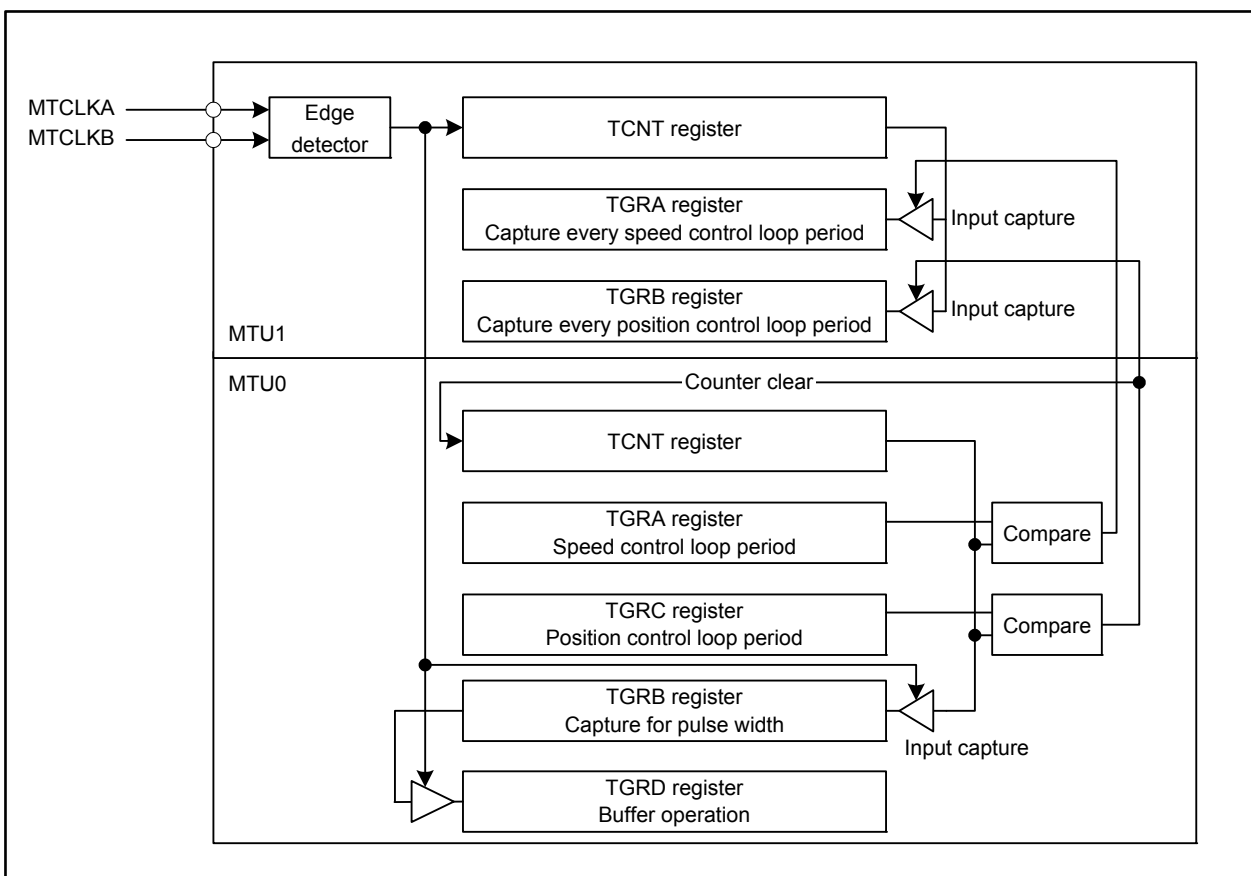 MTCLKA
MTCLKB
Edge
detector
TCNT register
TGRA register
Capture every speed control loop period
Input capture
TGRB register
Capture every position control loop period
Input capture
MTU1
MTU0
Counter clear
TCNT register
TGRA register
Speed control loop period
Compare
TGRC register
Position control loop period
Compare
TGRB register
Capture for pulse width
Input capture
TGRD register
Buffer operation